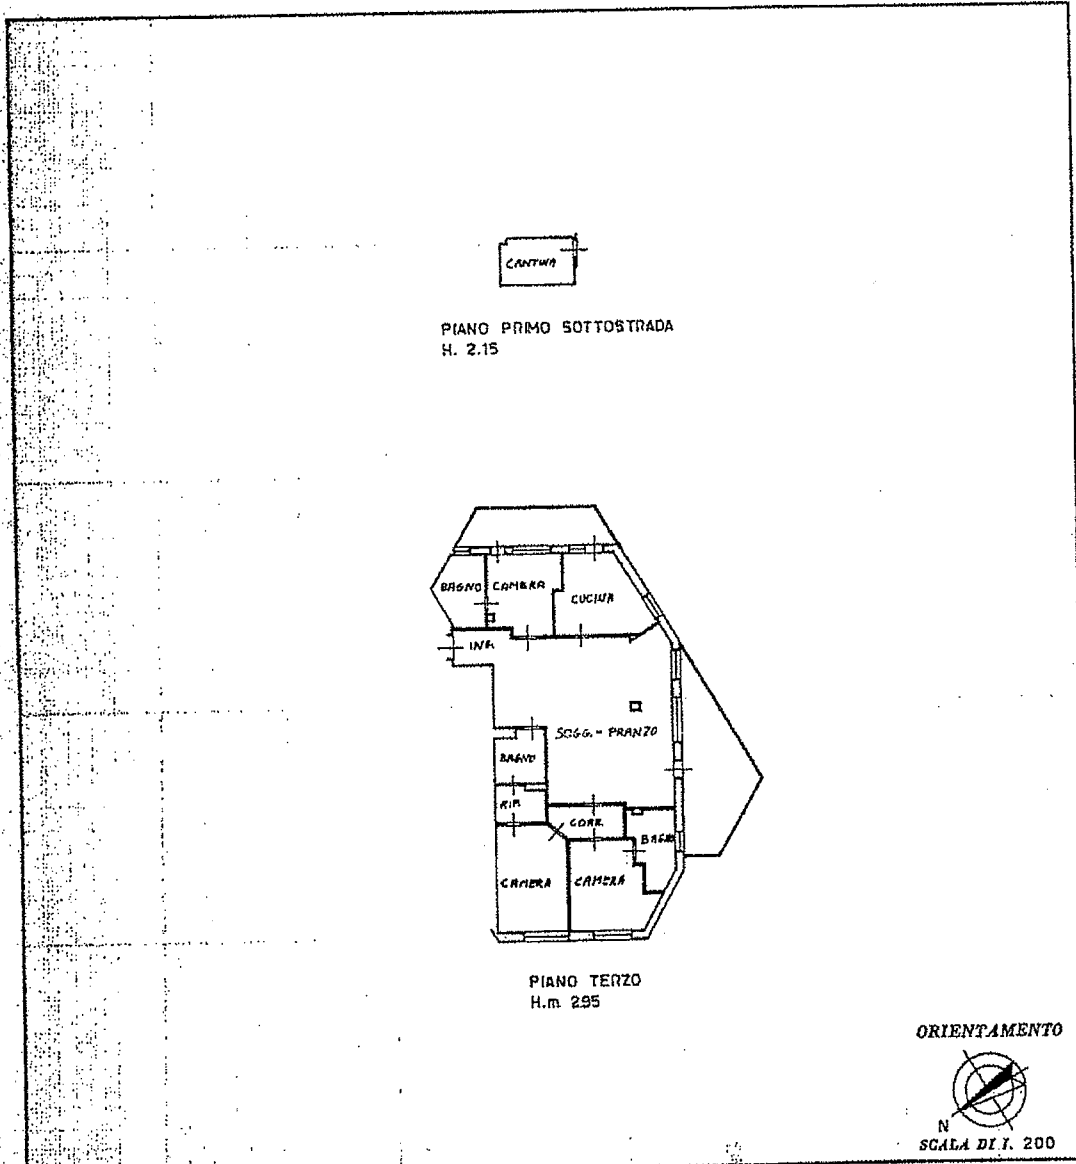 CANTINA
PIANO PRIMO SOTTOSTRADA
H. 2.15
BAGNO
CAMERA
CUCINA
ING.
SOGG. - PRANZO
BAGNO
RIP.
CORR.
BAGNO
CAMERA
CAMERA
PIANO TERZO
H.m 2.95
ORIENTAMENTO
N
SCALA DI 1. 200